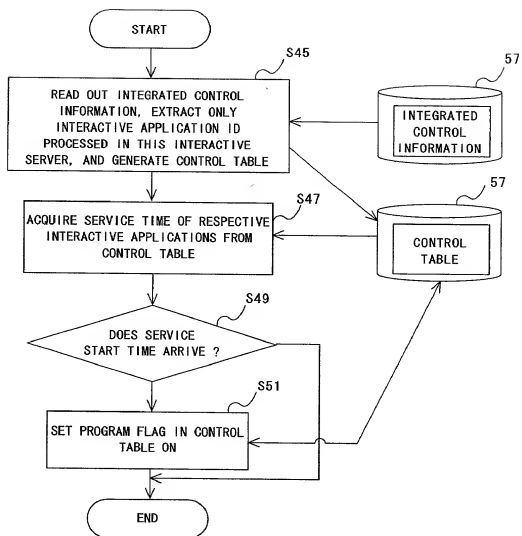 START
S45
READ OUT INTEGRATED CONTROL
INFORMATION, EXTRACT ONLY
INTERACTIVE APPLICATION ID
PROCESSED IN THIS INTERACTIVE
SERVER, AND GENERATE CONTROL TABLE
57
INTEGRATED
CONTROL
INFORMATION
S47
ACQUIRE SERVICE TIME OF RESPECTIVE
INTERACTIVE APPLICATIONS FROM
CONTROL TABLE
57
CONTROL
TABLE
S49
DOES SERVICE
START TIME ARRIVE ?
S51
SET PROGRAM FLAG IN CONTROL
TABLE ON
END